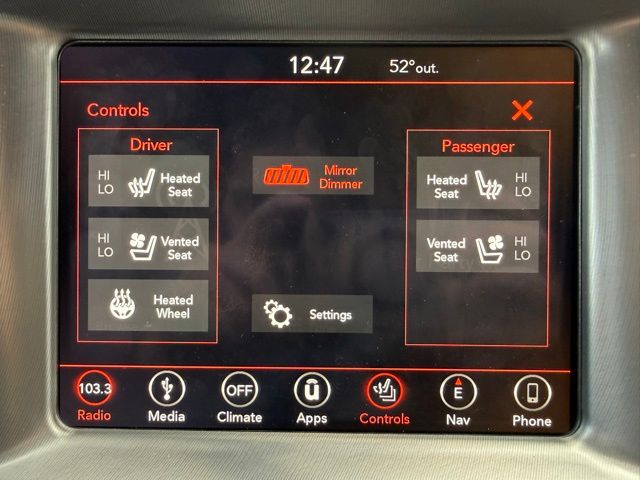 12:47 52° out.
Controls
Driver
HI
LO
Heated
Seat
HI
LO
Vented
Seat
Heated
Wheel
Mirror
Dimmer
Settings
Passenger
Heated
Seat
HI
LO
Vented
Seat
HI
LO
103.3 OFF ū E
Radio Media Climate Apps Controls Nav Phone